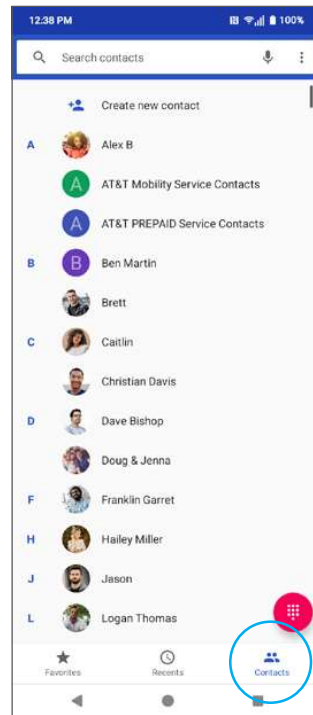 12.38 PM 100%
Search contacts
Create new contact
A Alex B
A AT&T Mobility Service Contacts
A AT&T PREPAID Service Contacts
B B Ben Martin
Brett
C Caitlin
Christian Davis
D Dave Bishop
Doug & Jenna
F Franklin Garret
H Hailey Miller
J Jason
L Logan Thomas
Favorites Recents Contacts